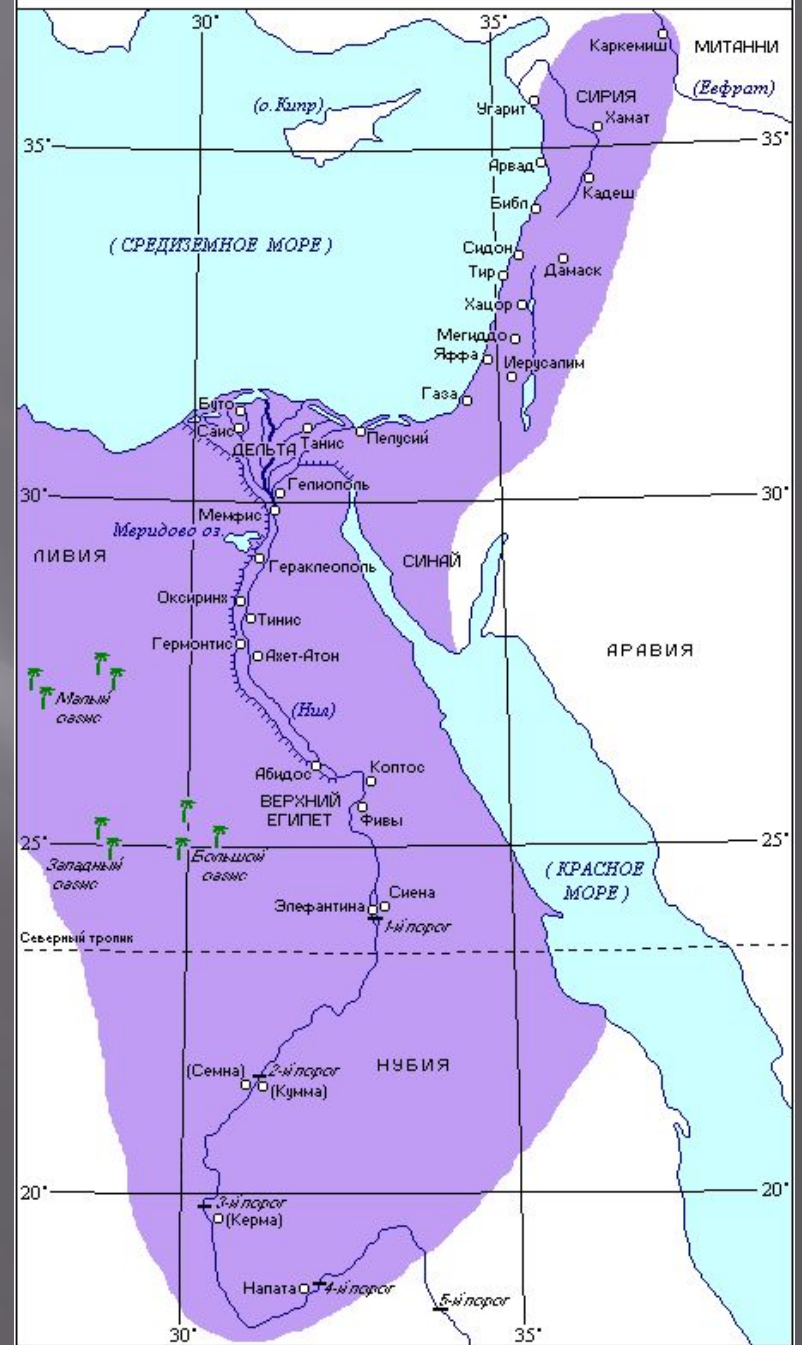 30°
35°
Каркемиш
МИТАННИ
(Евфрат)
СИРИЯ
Угарит
(о. Кипр)
Хамат
35°
35°
Арвад
Кадеш
Библ
(СРЕДИЗЕМНОЕ МОРЕ)
Сидон
Тир
Дамаск
Хацор
Мегиддо
Яффа
Иерусалим
Газа
Буто
Саис
ДЕЛЬТА
Танис
Пелусий
30°
30°
Гелиополь
Мемфис
Меридово оз.
ЛИВИЯ
СИНАЙ
Гераклеополь
Оксиринх
Тинис
Гермонтис
Ахет-Атон
АРАВИЯ
Малый
оазис
(Нил)
Абидос
Коптос
ВЕРХНИЙ
ЕГИПЕТ
Фивы
25°
25°
Западный
оазис
Большой
оазис
(КРАСНОЕ
МОРЕ)
Элефантина
Сиена
1-й порог
Северный тропик
(Семна)
2-й порог
(Кумма)
НУБИЯ
20°
20°
3-й порог
(Керма)
Напата
4-й порог
5-й порог
30°
35°